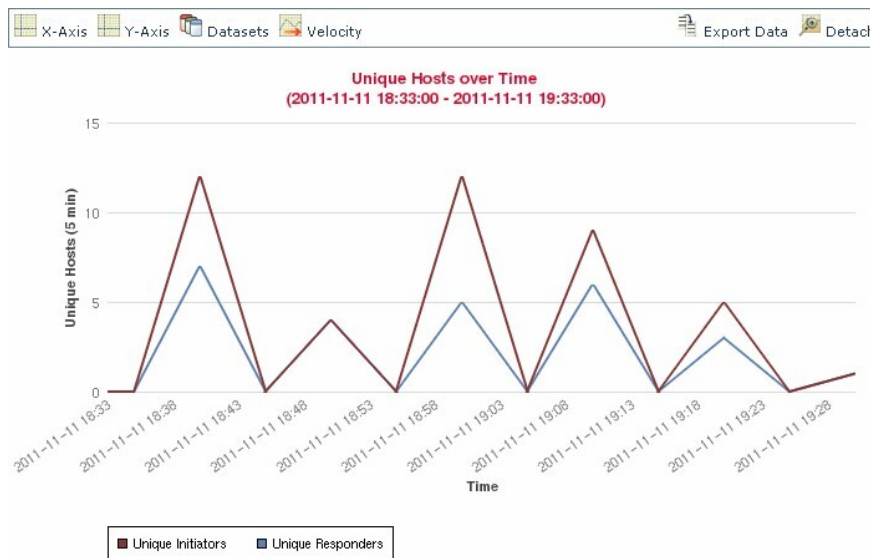 X-Axis Y-Axis Datasets Velocity Export Data Detach
Unique Hosts over Time
(2011-11-11 18:33:00 - 2011-11-11 19:33:00)
15
10
5
0
Unique Hosts (5 min)
2011-11-11 18:33
2011-11-11 18:38
2011-11-11 18:43
2011-11-11 18:48
2011-11-11 18:53
2011-11-11 18:58
2011-11-11 19:03
2011-11-11 19:08
2011-11-11 19:13
2011-11-11 19:18
2011-11-11 19:23
2011-11-11 19:28
Time
Unique Initiators Unique Responders